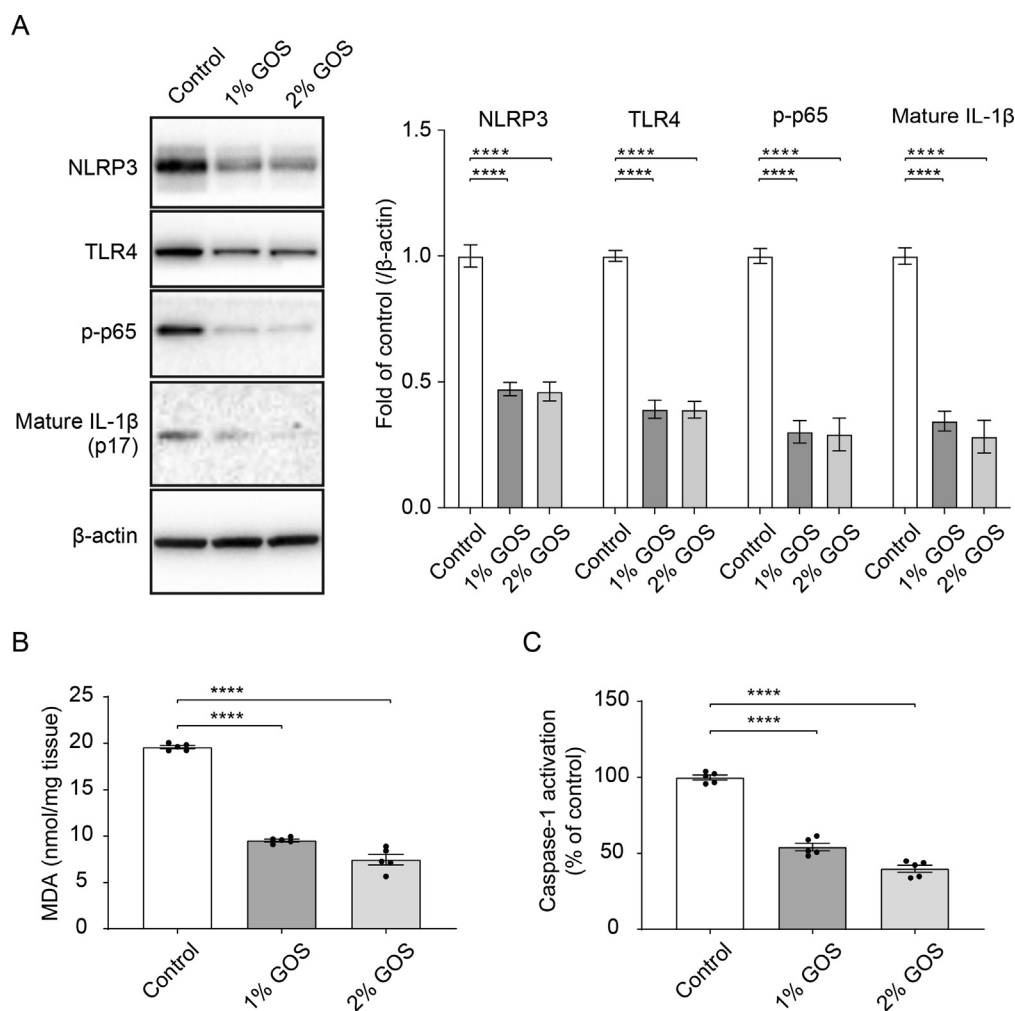 A
Control
1% GOS
2% GOS
NLRP3
TLR4
p-p65
Mature IL-1β
(p17)
β-actin
NLRP3
TLR4
p-p65
Mature IL-1β
****
****
****
****
****
****
****
****
Fold of control (/β-actin)
1.5
1.0
0.5
0.0
Control
1% GOS
2% GOS
Control
1% GOS
2% GOS
Control
1% GOS
2% GOS
Control
1% GOS
2% GOS
B
MDA (nmol/mg tissue)
25
20
15
10
5
0
****
****
Control
1% GOS
2% GOS
C
Caspase-1 activation
(% of control)
150
100
50
0
****
****
Control
1% GOS
2% GOS